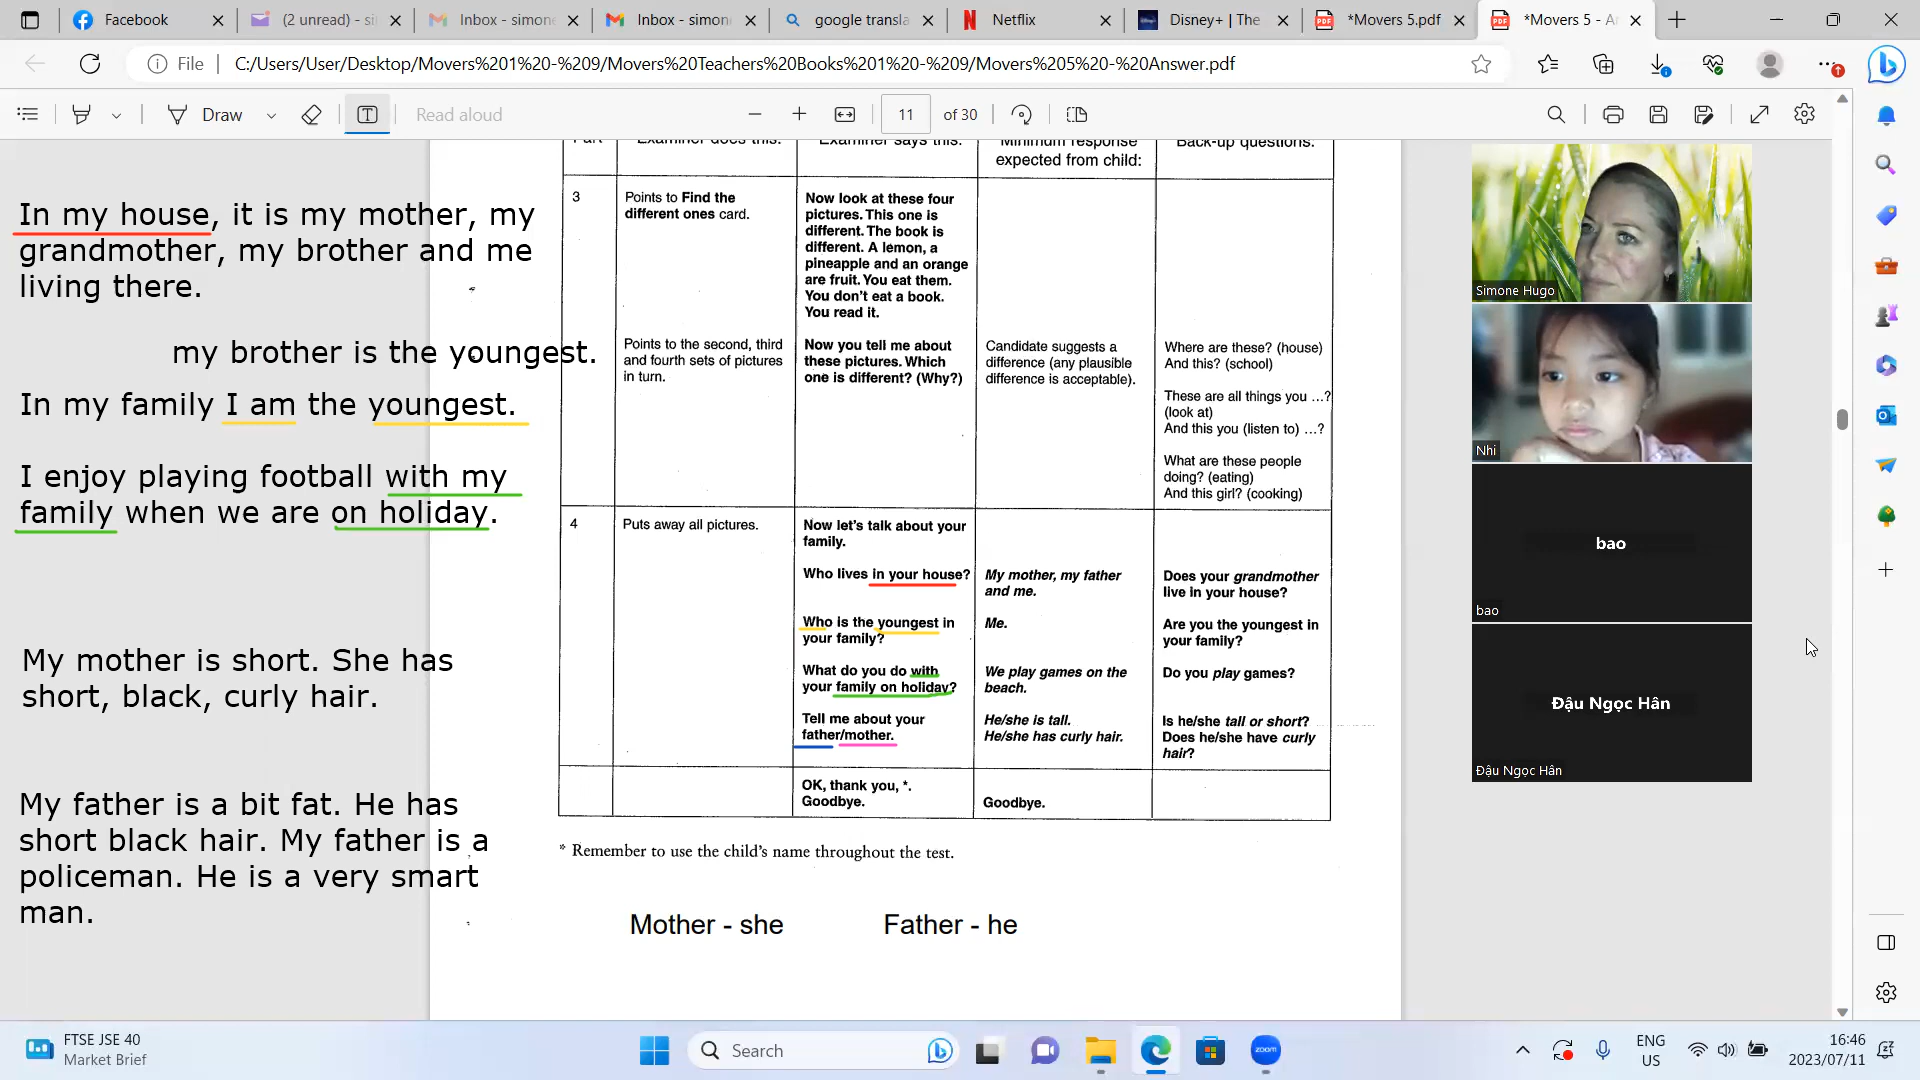 Facebook
(2 unread) - si
Inbox - simon
Inbox - simon
google transla
Netflix
Disney+ | The
*Movers 5.pdf
*Movers 5 - A
File
C:/Users/User/Desktop/Movers%201%20-%209/Movers%20Teachers%20Books%201%20-%209/Movers%205%20-%20Answer.pdf
Draw
Read aloud
11
of 30
Part
Examiner does this:
Examiner says this:
Minimum response
expected from child:
Back-up questions:
3
Points to Find the
different ones card.
Now look at these four
pictures. This one is
different. The book is
different. A lemon, a
pineapple and an orange
are fruit. You eat them.
You don't eat a book.
You read it.
Points to the second, third
and fourth sets of pictures
in turn.
Now you tell me about
these pictures. Which
one is different? (Why?)
Candidate suggests a
difference (any plausible
difference is acceptable).
Where are these? (house)
And this? (school)
These are all things you ...?
(look at)
And this you (listen to) ...?
What are these people
doing? (eating)
And this girl? (cooking)
4
Puts away all pictures.
Now let's talk about your
family.
Who lives in your house?
My mother, my father
and me.
Does your grandmother
live in your house?
Who is the youngest in
your family?
Me.
Are you the youngest in
your family?
What do you do with
your family on holiday?
We play games on the
beach.
Do you play games?
Tell me about your
father/mother.
He/she is tall.
He/she has curly hair.
Is he/she tall or short?
Does he/she have curly
hair?
OK, thank you, *.
Goodbye.
Goodbye.
* Remember to use the child's name throughout the test.
Mother - she
Father - he
In my house, it is my mother, my
grandmother, my brother and me
living there.
my brother is the youngest.
In my family I am the youngest.
I enjoy playing football with my
family when we are on holiday.
My mother is short. She has
short, black, curly hair.
My father is a bit fat. He has
short black hair. My father is a
policeman. He is a very smart
man.
Simone Hugo
Nhi
bao
bao
Đậu Ngọc Hân
Đậu Ngọc Hân
FTSE JSE 40
Market Brief
Search
zoom
ENG
US
16:46
2023/07/11